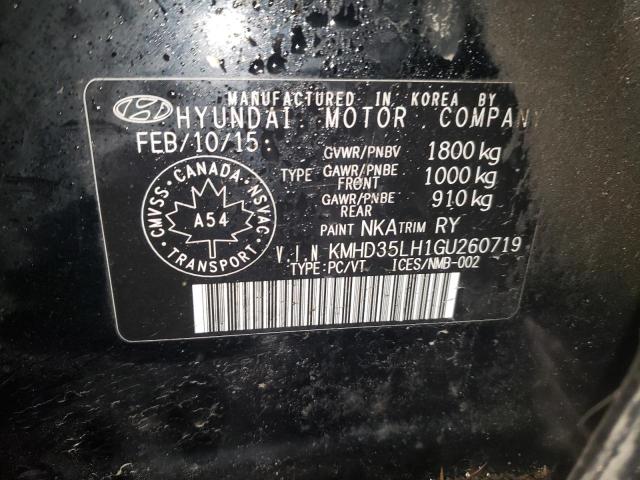 MANUFACTURED IN KOREA BY
HYUNDAI MOTOR COMPANY
FEB/10/15:
GVWR/PNBV 1800 kg
TYPE GAWR/PNBE FRONT 1000 kg
GAWR/PNBE REAR 910 kg
PAINT NKA TRIM RY
V.I.N KMHD35LH1GU260719
TYPE:PC/VT ICES/NMB-002
CMVSS · CANADA · NSVAC
A54
TRANSPORT